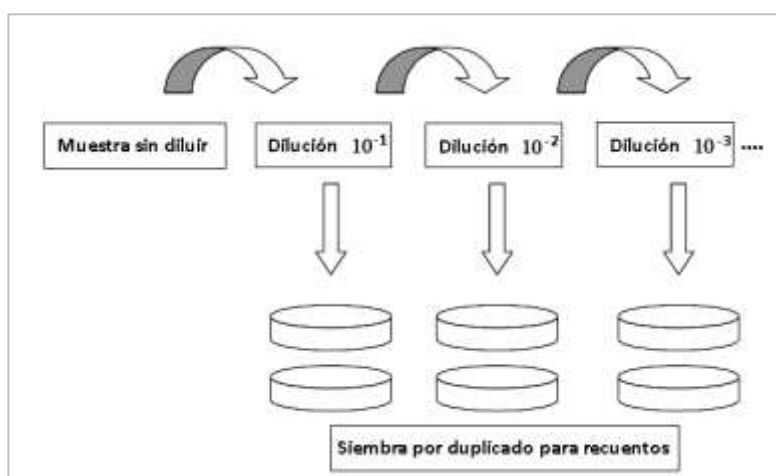 Muestra sin diluir
Dilución 10⁻¹
Dilución 10⁻²
Dilución 10⁻³ ....
Siembra por duplicado para recuentos